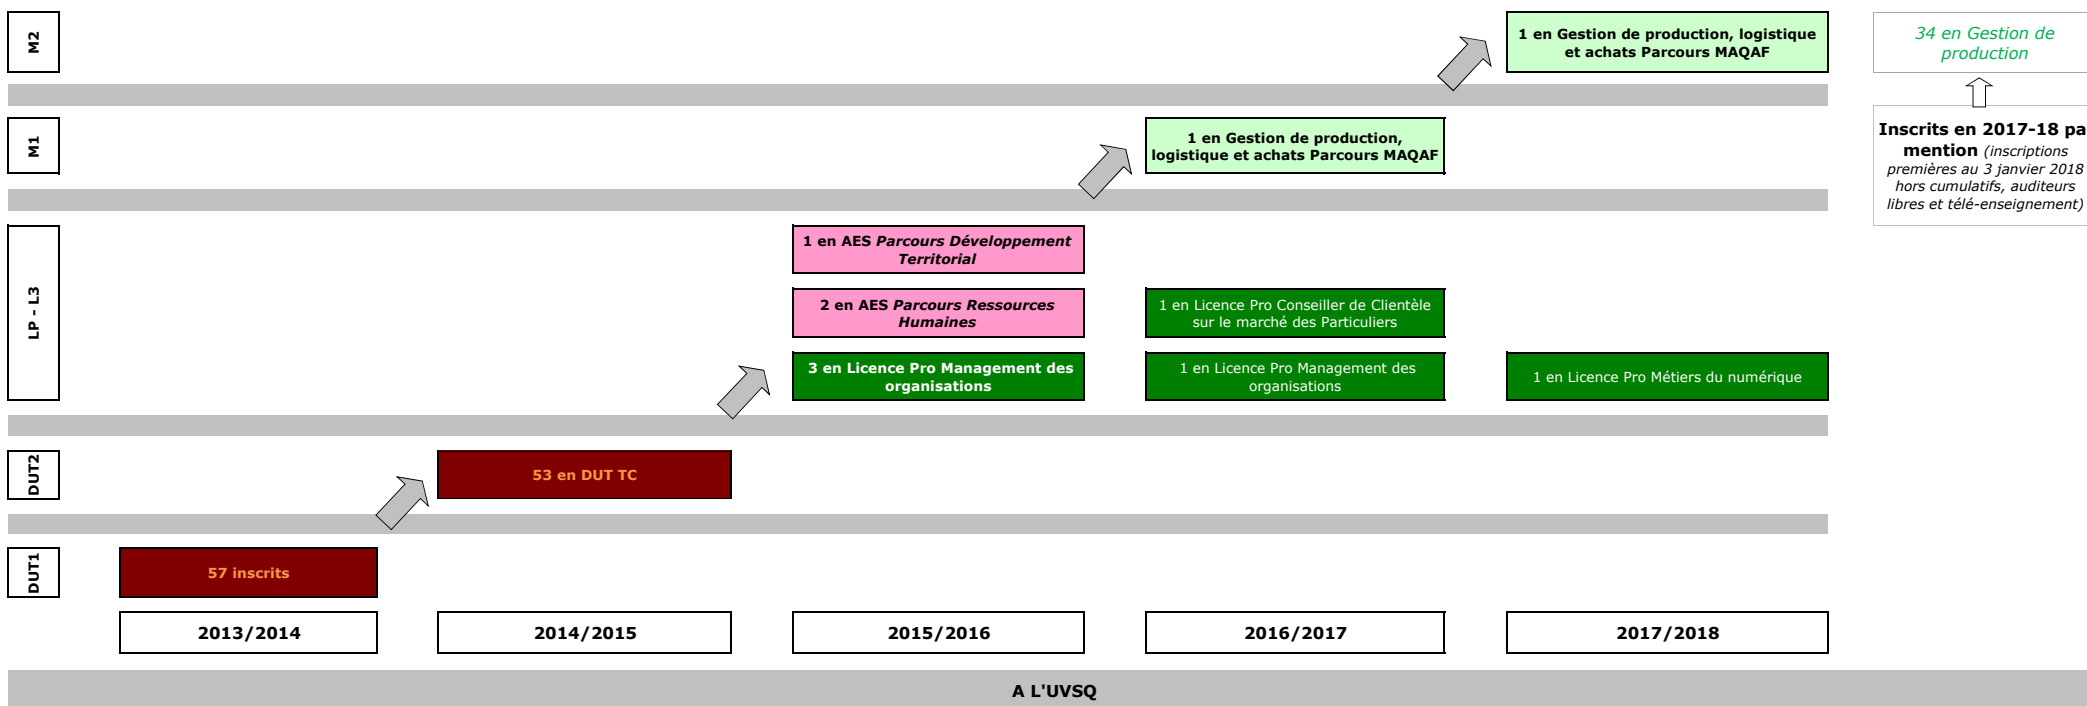 M2
1 en Gestion de production, logistique
et achats Parcours MAQAF
34 en Gestion de
production
M1
1 en Gestion de production,
logistique et achats Parcours MAQAF
Inscrits en 2017-18 pa
mention (inscriptions
premières au 3 janvier 2018
hors cumulatifs, auditeurs
libres et télé-enseignement)
LP - L3
1 en AES Parcours Développement
Territorial
2 en AES Parcours Ressources
Humaines
1 en Licence Pro Conseiller de Clientèle
sur le marché des Particuliers
3 en Licence Pro Management des
organisations
1 en Licence Pro Management des
organisations
1 en Licence Pro Métiers du numérique
DUT2
53 en DUT TC
DUT1
57 inscrits
2013/2014
2014/2015
2015/2016
2016/2017
2017/2018
A L'UVSQ